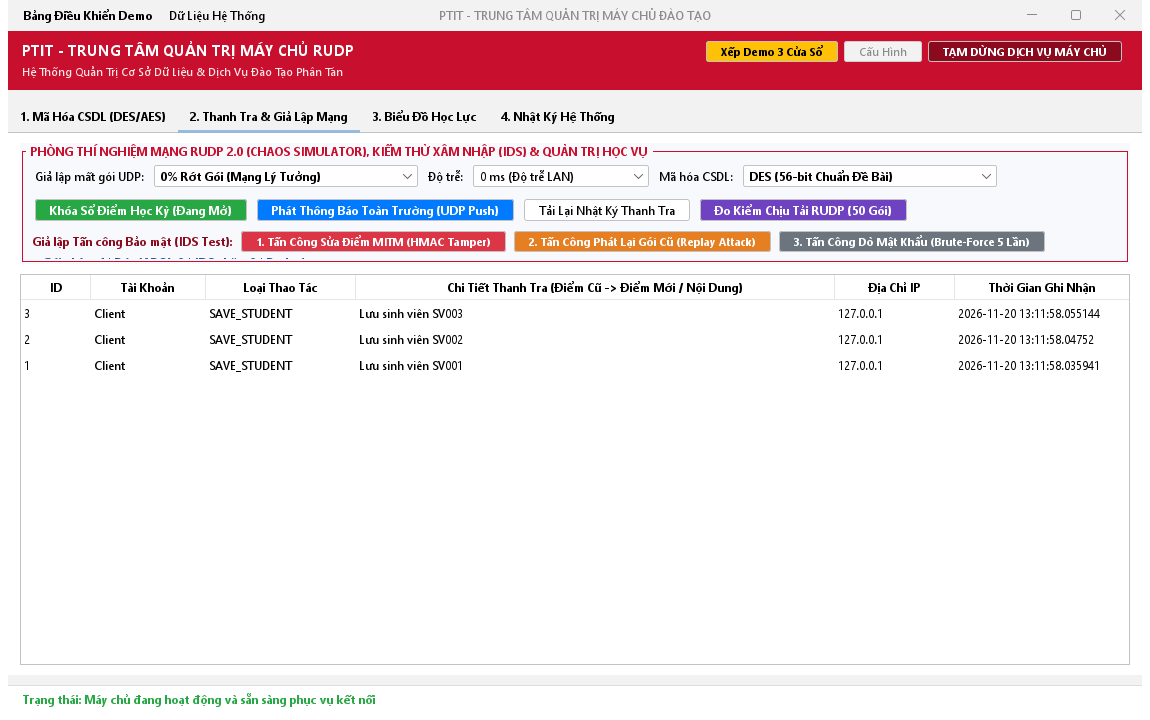 Bảng Điều Khiển Demo Dữ Liệu Hệ Thống PTIT - TRUNG TÂM QUẢN TRỊ MÁY CHỦ ĐÀO TẠO
PTIT - TRUNG TÂM QUẢN TRỊ MÁY CHỦ RUDP
Hệ Thống Quản Trị Cơ Sở Dữ Liệu & Dịch Vụ Đào Tạo Phân Tán
Xếp Demo 3 Cửa Sổ Cấu Hình TẠM DỪNG DỊCH VỤ MÁY CHỦ
1. Mã Hóa CSDL (DES/AES) 2. Thanh Tra & Giả Lập Mạng 3. Biểu Đồ Học Lực 4. Nhật Ký Hệ Thống
PHÒNG THÍ NGHIỆM MẠNG RUDP 2.0 (CHAOS SIMULATOR), KIỂM THỬ XÂM NHẬP (IDS) & QUẢN TRỊ HỌC VỤ
Giả lập mất gói UDP: 0% Rớt Gói (Mạng Lý Tưởng) Độ trễ: 0 ms (Độ trễ LAN) Mã hóa CSDL: DES (56-bit Chuẩn Đề Bài)
Khóa Sổ Điểm Học Kỳ (Đang Mở) Phát Thông Báo Toàn Trường (UDP Push) Tải Lại Nhật Ký Thanh Tra Đo Kiểm Chịu Tải RUDP (50 Gói)
Giả lập Tấn công Bảo mật (IDS Test): 1. Tấn Công Sửa Điểm MITM (HMAC Tamper) 2. Tấn Công Phát Lại Gói Cũ (Replay Attack) 3. Tấn Công Dò Mật Khẩu (Brute-Force 5 Lần)
ID Tài Khoản Loại Thao Tác Chi Tiết Thanh Tra (Điểm Cũ -> Điểm Mới / Nội Dung) Địa Chỉ IP Thời Gian Ghi Nhận
3 Client SAVE_STUDENT Lưu sinh viên SV003 127.0.0.1 2026-11-20 13:11:58.055144
2 Client SAVE_STUDENT Lưu sinh viên SV002 127.0.0.1 2026-11-20 13:11:58.04752
1 Client SAVE_STUDENT Lưu sinh viên SV001 127.0.0.1 2026-11-20 13:11:58.035941
Trạng thái: Máy chủ đang hoạt động và sẵn sàng phục vụ kết nối